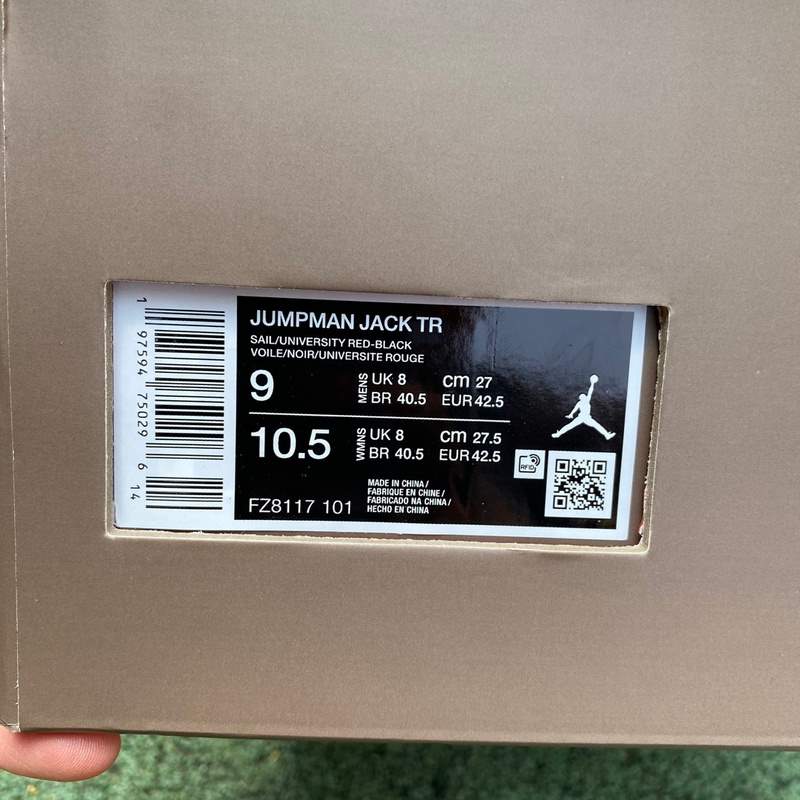 JUMPMAN JACK TR
SAIL/UNIVERSITY RED-BLACK
VOILE/NOIR/UNIVERSITE ROUGE
9 MENS UK 8 cm 27
BR 40.5 EUR 42.5
10.5 WMNS UK 8 cm 27.5
BR 40.5 EUR 42.5
FZ8117 101
MADE IN CHINA/
FABRIQUE EN CHINE/
FABRICADO NA CHINA/
HECHO EN CHINA
RFID
1 97594 75029 6 14